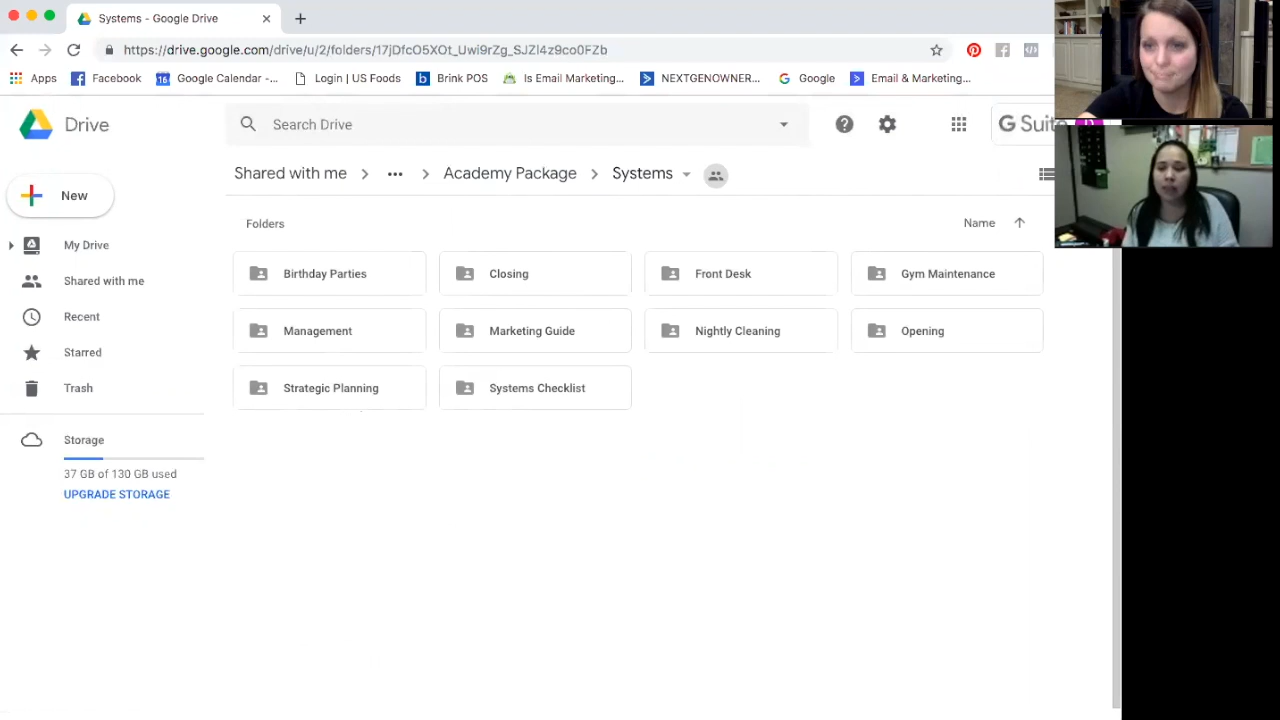 Systems - Google Drive
https://drive.google.com/drive/u/2/folders/17jDfcO5XOt_Uwi9rZg_SJZl4z9co0FZb
Apps Facebook Google Calendar -... Login | US Foods Brink POS Is Email Marketing... NEXTGENOWNER... Google Email & Marketing...
Drive
Search Drive
G Suite
Shared with me > ... > Academy Package > Systems
New
Folders
Name
My Drive
Shared with me
Recent
Starred
Trash
Storage
37 GB of 130 GB used
UPGRADE STORAGE
Birthday Parties
Closing
Front Desk
Gym Maintenance
Management
Marketing Guide
Nightly Cleaning
Opening
Strategic Planning
Systems Checklist